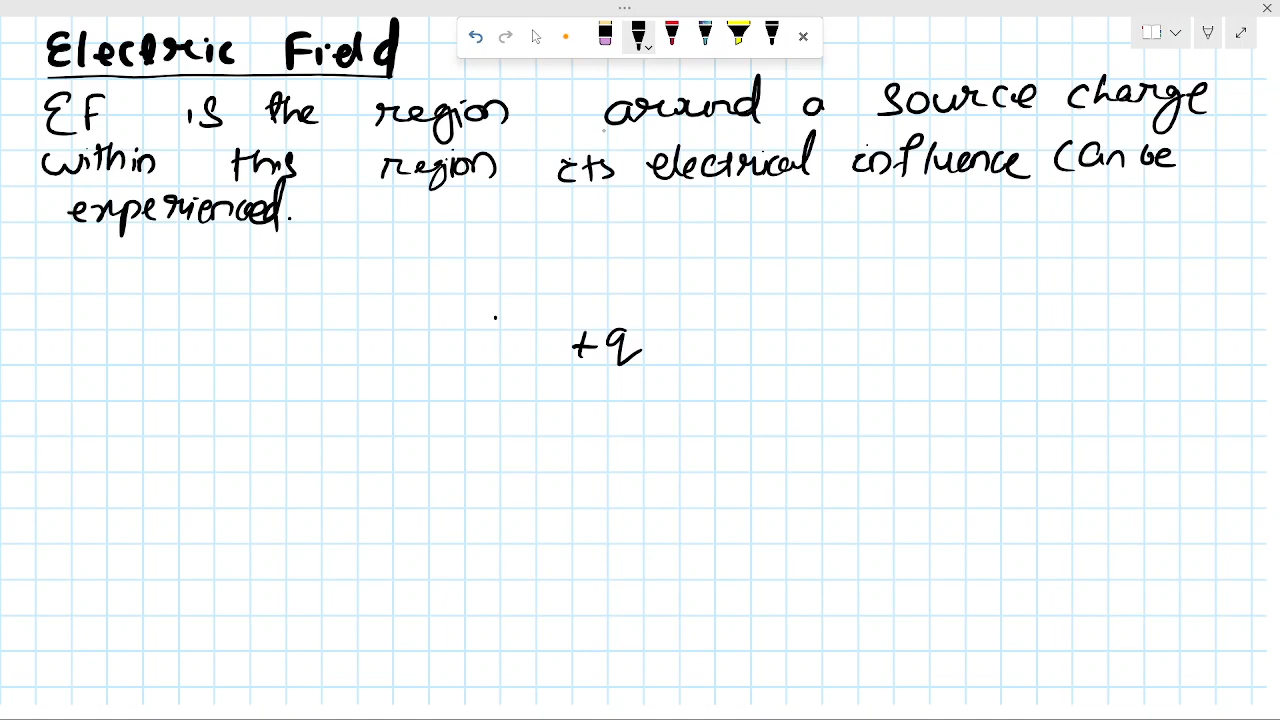 Electric Field
EF is the region around a source charge
within this region its electrical influence can be
experienced.
+q